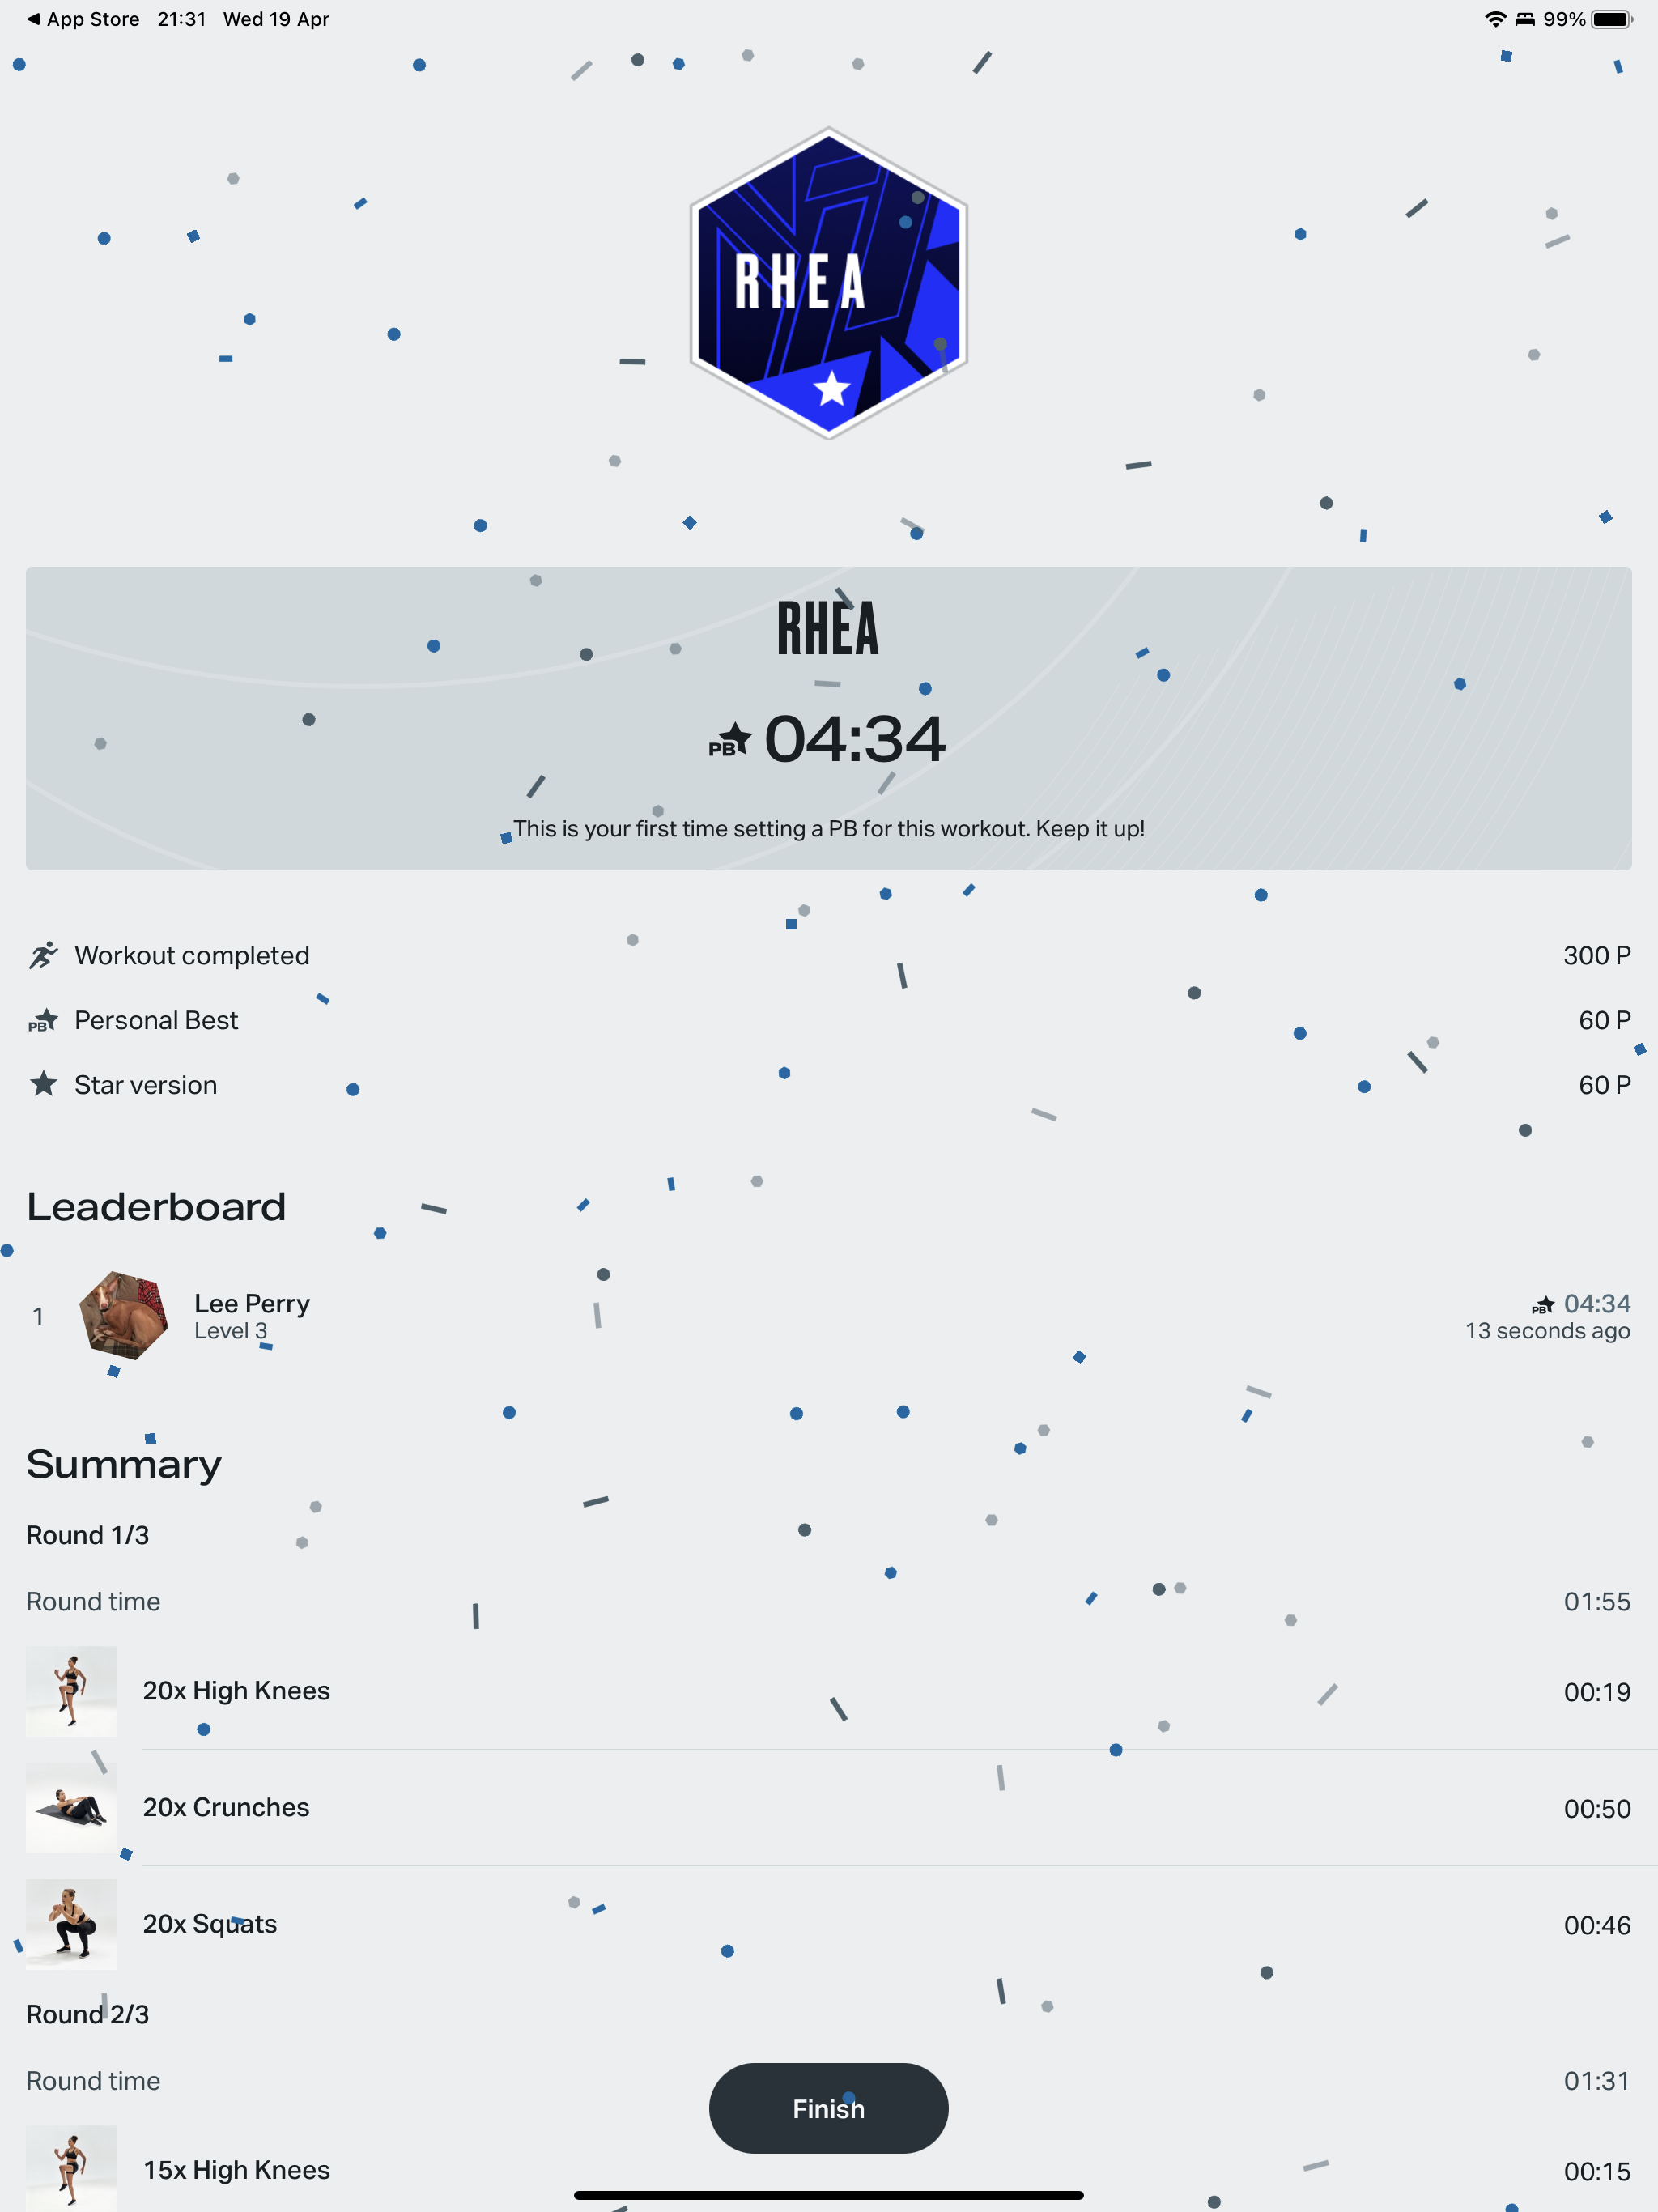 App Store 21:31 Wed 19 Apr 99%
RHEA
RHEA
PB 04:34
This is your first time setting a PB for this workout. Keep it up!
Workout completed 300 P
PB Personal Best 60 P
Star version 60 P
Leaderboard
1 Lee Perry PB 04:34
Level 3 13 seconds ago
Summary
Round 1/3
Round time 01:55
20x High Knees 00:19
20x Crunches 00:50
20x Squats 00:46
Round 2/3
Round time 01:31
Finish
15x High Knees 00:15